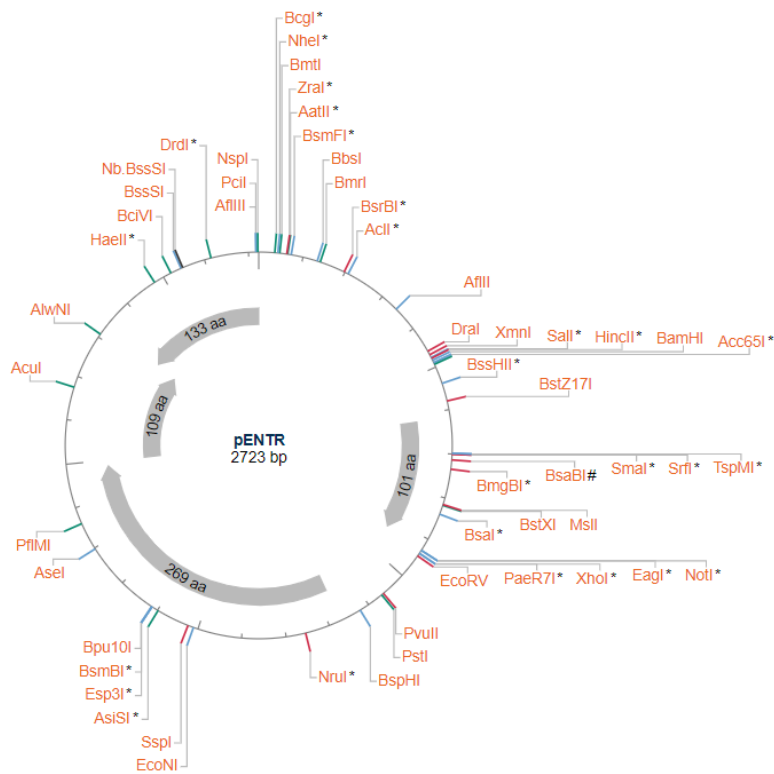 BcgI *
NheI *
BmtI
ZraI *
AatII *
BsmFI *
DrdI *
NspI
BbsI
Nb.BssSI
PciI
BmrI
BssSI
AflIII
BsrBI *
BciVI
AclI *
HaeII *
AflII
AlwNI
133 aa
DraI
XmnI
SalI *
HincII *
BamHI
Acc65I *
BssHII *
AcuI
BstZ17I
109 aa
pENTR
2723 bp
101 aa
BsaBI#
SmaI *
SrfI *
TspMI *
BmgBI *
BstXI
MslI
BsaI *
PflMI
AseI
269 aa
EcoRV
PaeR7I *
XhoI *
EagI *
NotI *
PvuII
Bpu10I
PstI
BsmBI *
NruI *
BspHI
Esp3I *
AsiSI *
SspI
EcoNI